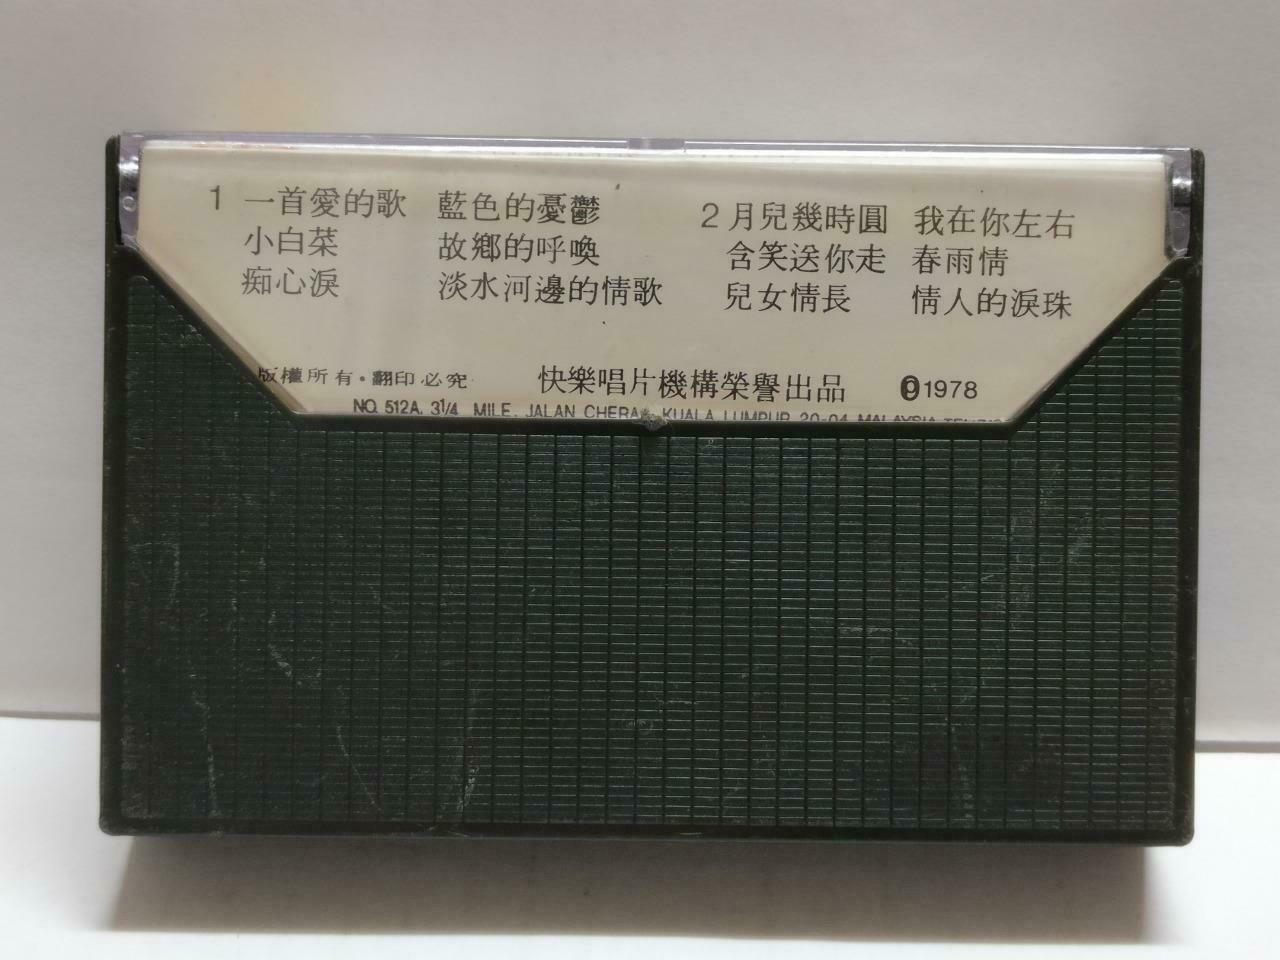 1 一首愛的歌 藍色的憂鬱
小白菜 故鄉的呼喚
痴心淚 淡水河邊的情歌
2 月兒幾時圓 我在你左右
含笑送你走 春雨情
兒女情長 情人的淚珠
版權所有·翻印必究
快樂唱片機構榮譽出品 ℗1978
NO. 512A, 3¼ MILE, JALAN CHERAS KUALA LUMPUR 20-04 MALAYSIA